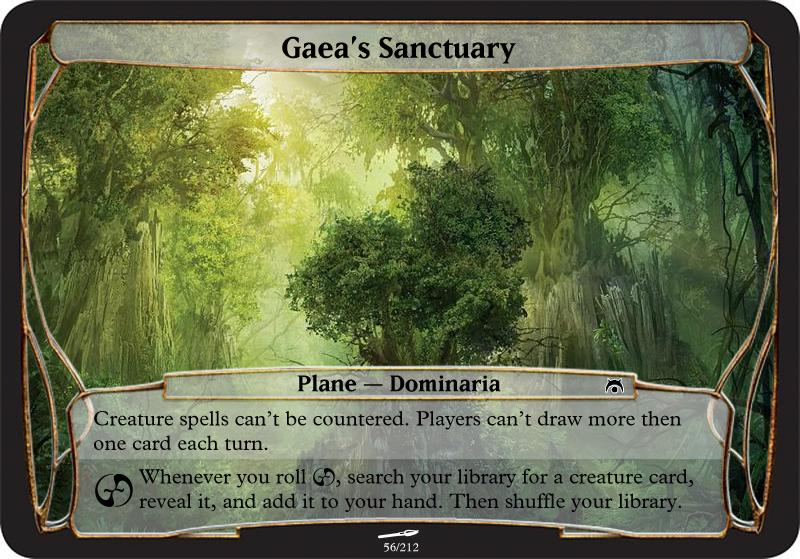 Gaea's Sanctuary
Plane — Dominaria
Creature spells can't be countered. Players can't draw more then
one card each turn.
Whenever you roll , search your library for a creature card,
reveal it, and add it to your hand. Then shuffle your library.
56/212